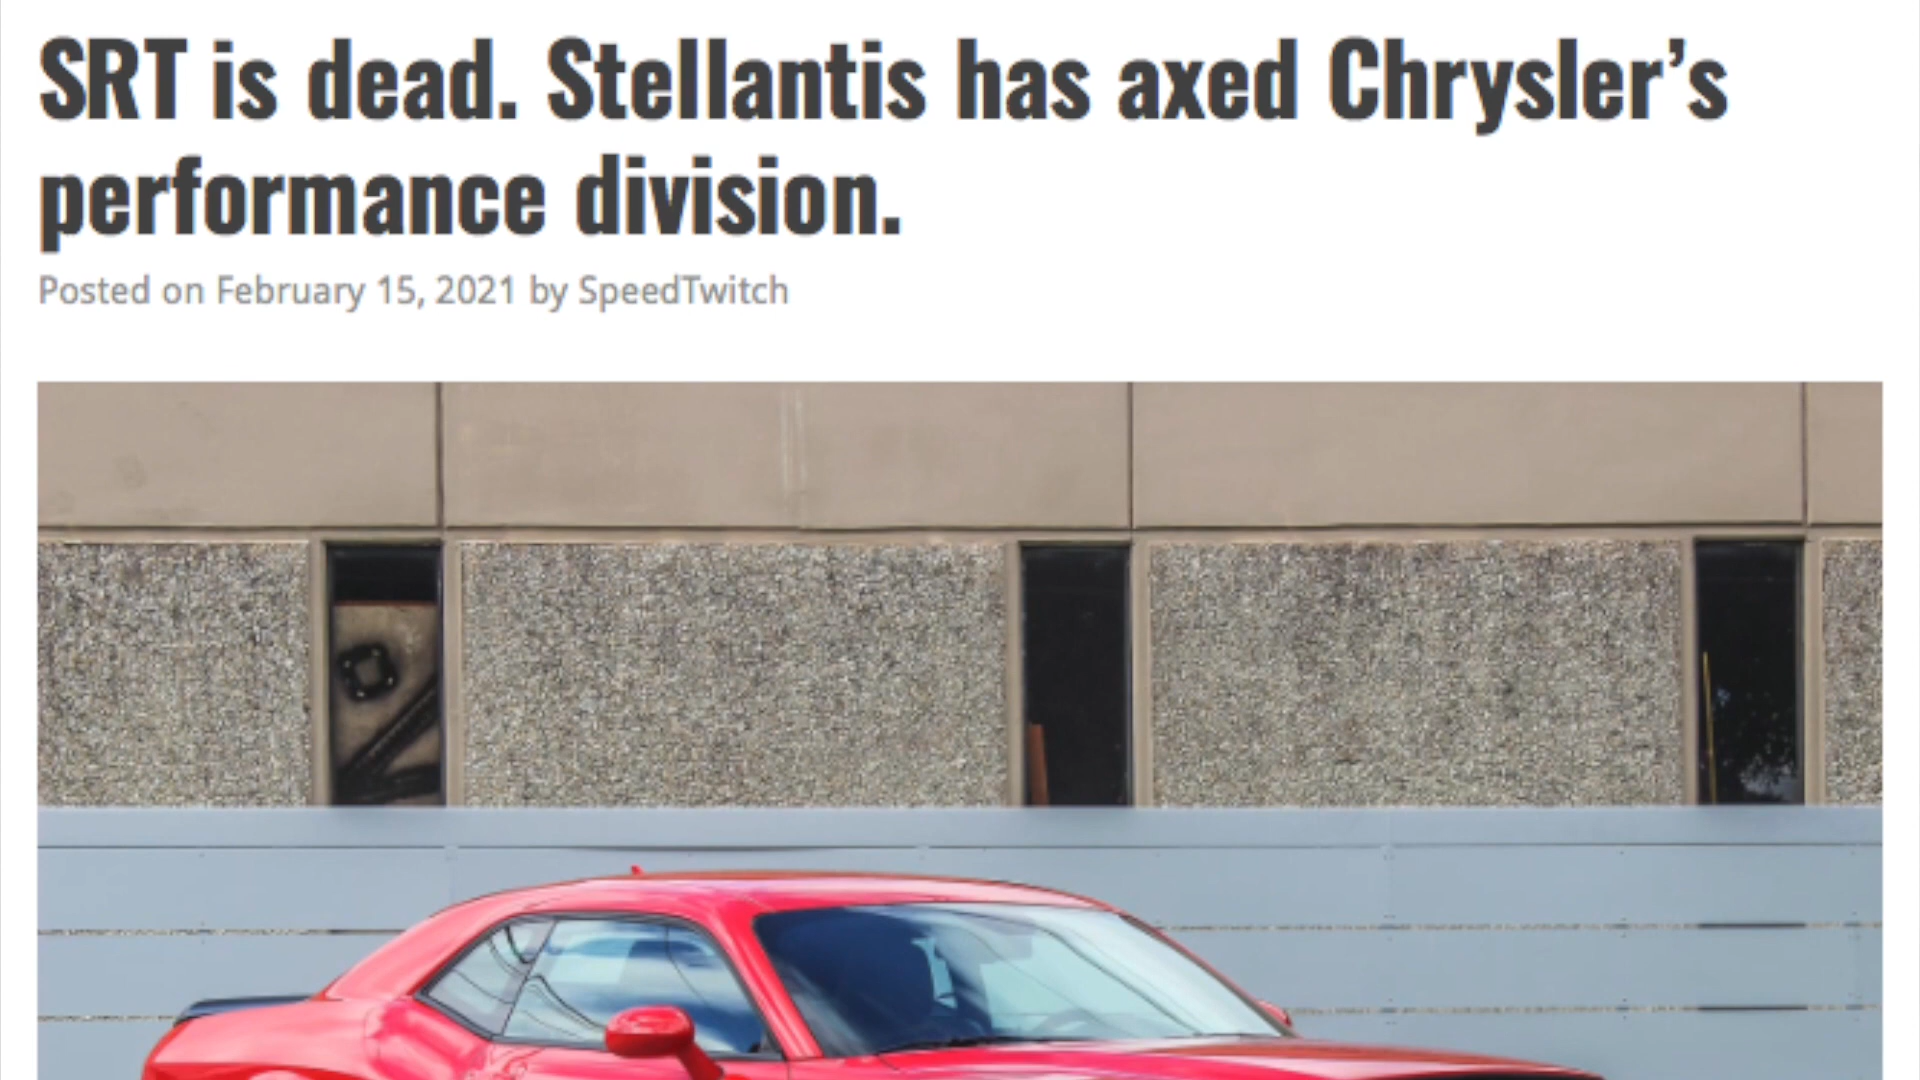 SRT is dead. Stellantis has axed Chrysler’s
performance division.
Posted on February 15, 2021 by SpeedTwitch